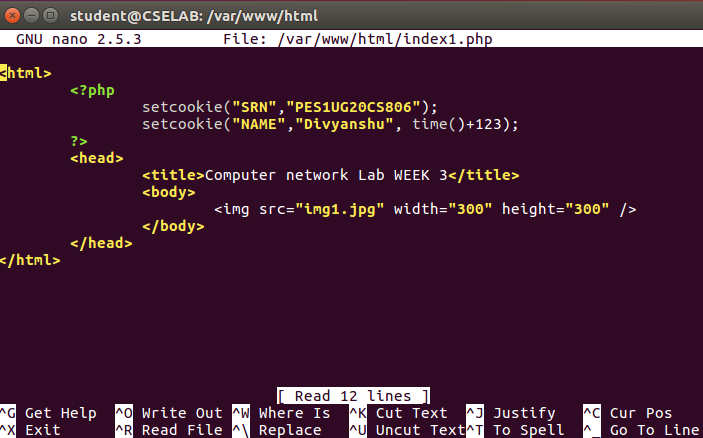 student@CSELAB: /var/www/html
GNU nano 2.5.3 File: /var/www/html/index1.php
<html>
<?php
setcookie("SRN","PES1UG20CS806");
setcookie("NAME","Divyanshu", time()+123);
?>
<head>
<title>Computer network Lab WEEK 3</title>
<body>
<img src="img1.jpg" width="300" height="300" />
</body>
</head>
</html>
[ Read 12 lines ]
^G Get Help ^O Write Out ^W Where Is ^K Cut Text ^J Justify ^C Cur Pos
^X Exit ^R Read File ^\ Replace ^U Uncut Text ^T To Spell ^_ Go To Line